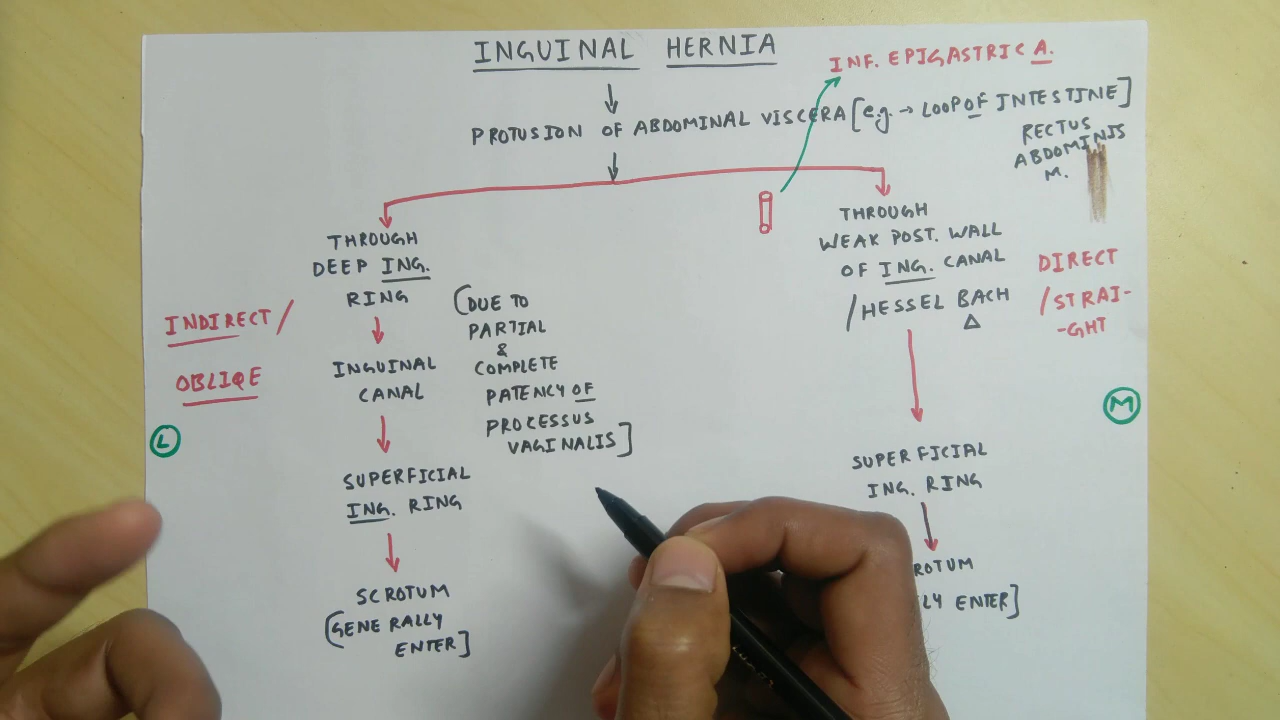 INGUINAL HERNIA
INF. EPIGASTRIC A.
PROTUSION OF ABDOMINAL VISCERA [e.g. → LOOP OF INTESTINE]
RECTUS
ABDOMINIS
M.
THROUGH
DEEP ING.
RING
INDIRECT /
OBLIQE
L
INGUINAL
CANAL
(DUE TO
PARTIAL
&
COMPLETE
PATENCY OF
PROCESSUS
VAGINALIS]
SUPERFICIAL
ING. RING
SCROTUM
(GENERALLY
ENTER]
THROUGH
WEAK POST. WALL
OF ING. CANAL
/HESSEL BACH
Δ
DIRECT
/STRAI-
-GHT
M
SUPERFICIAL
ING. RING
ROTUM
LY ENTER]